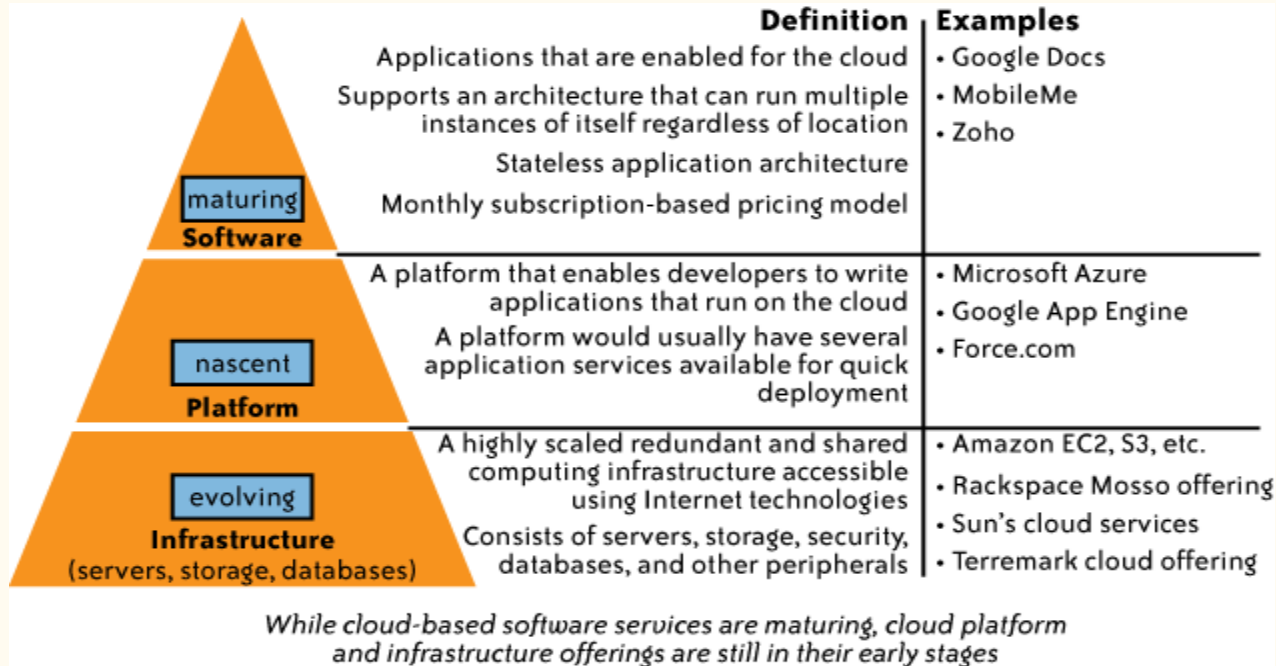 Definition
Examples
Applications that are enabled for the cloud
Supports an architecture that can run multiple
instances of itself regardless of location
Stateless application architecture
Monthly subscription-based pricing model
• Google Docs
• MobileMe
• Zoho
maturing
Software
A platform that enables developers to write
applications that run on the cloud
A platform would usually have several
application services available for quick
deployment
• Microsoft Azure
• Google App Engine
• Force.com
nascent
Platform
A highly scaled redundant and shared
computing infrastructure accessible
using Internet technologies
Consists of servers, storage, security,
databases, and other peripherals
• Amazon EC2, S3, etc.
• Rackspace Mosso offering
• Sun's cloud services
• Terremark cloud offering
evolving
Infrastructure
(servers, storage, databases)
While cloud-based software services are maturing, cloud platform
and infrastructure offerings are still in their early stages